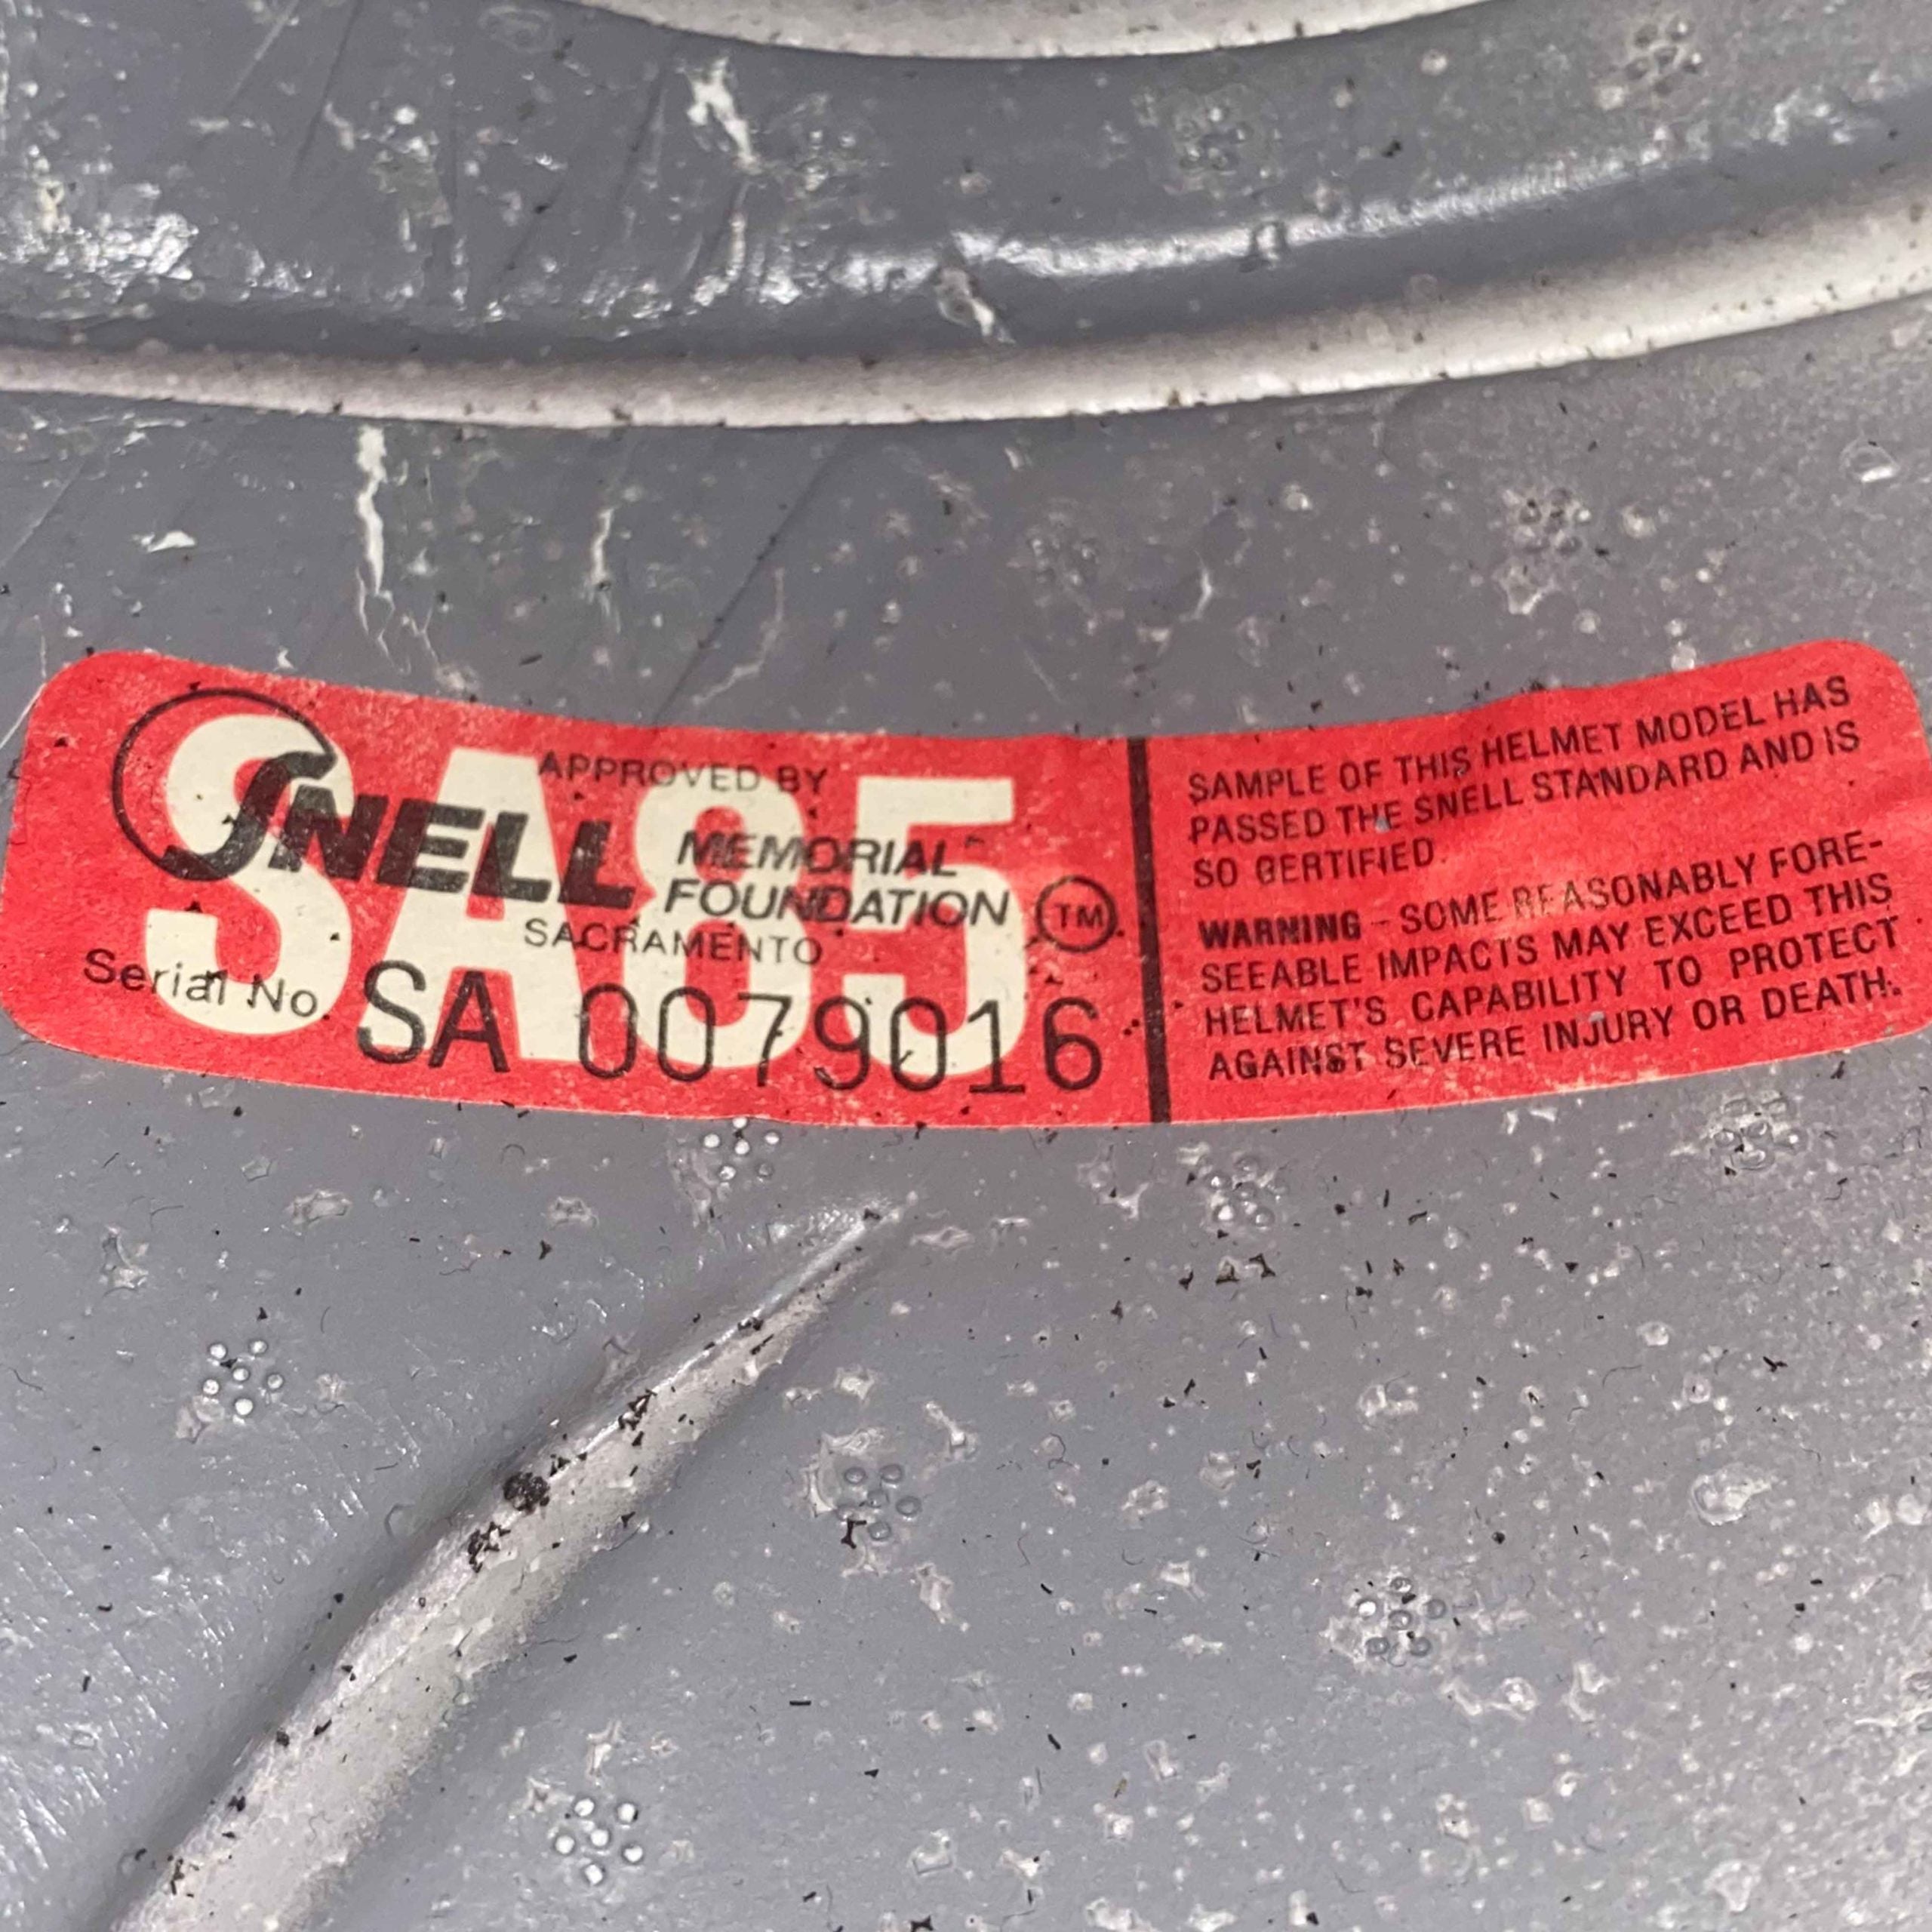 SA85
APPROVED BY
SNELL MEMORIAL
FOUNDATION TM
SACRAMENTO
Serial No. SA 0079016
SAMPLE OF THIS HELMET MODEL HAS
PASSED THE SNELL STANDARD AND IS
SO CERTIFIED.
WARNING - SOME REASONABLY FORE-
SEEABLE IMPACTS MAY EXCEED THIS
HELMET'S CAPABILITY TO PROTECT
AGAINST SEVERE INJURY OR DEATH.